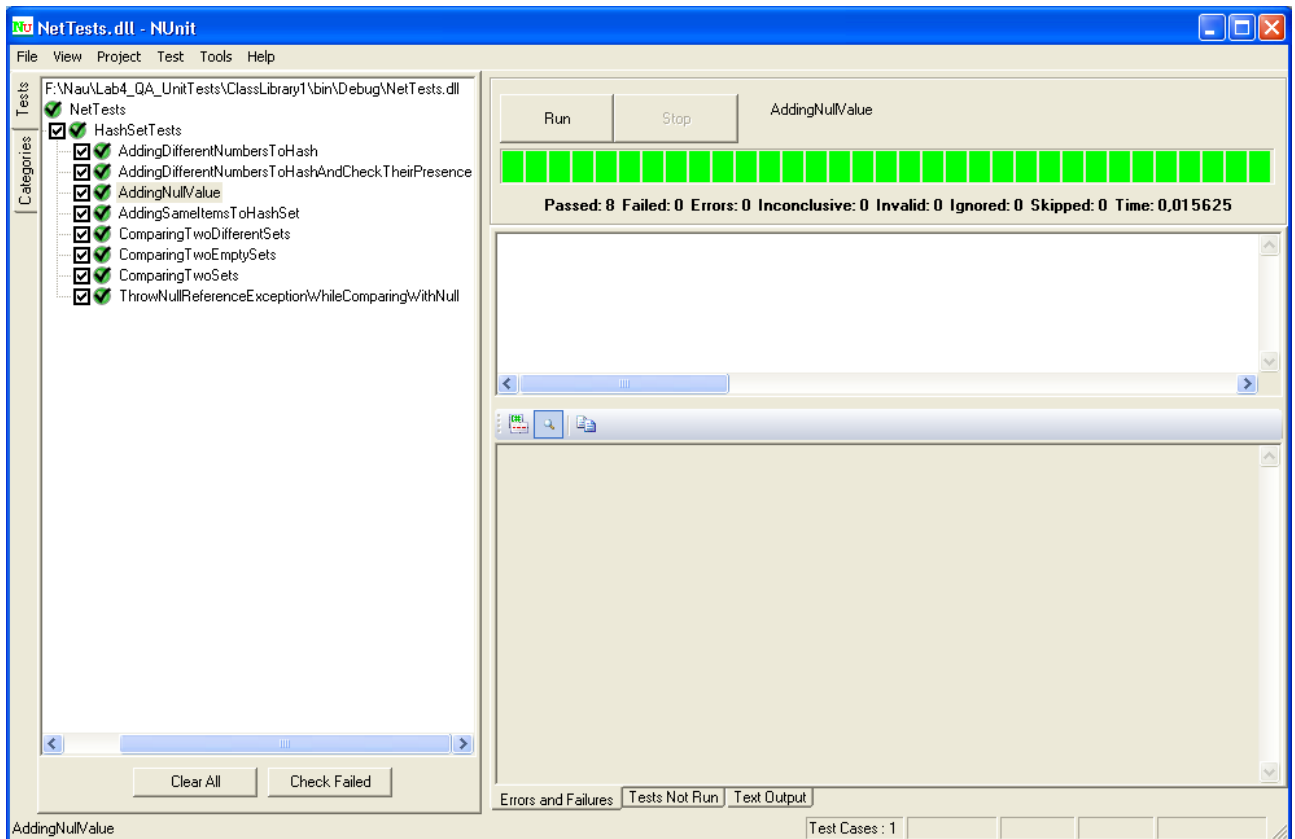 NetTests.dll - NUnit
File View Project Test Tools Help
Tests
Categories
F:\Nau\Lab4_QA_UnitTests\ClassLibrary1\bin\Debug\NetTests.dll
NetTests
HashSetTests
AddingDifferentNumbersToHash
AddingDifferentNumbersToHashAndCheckTheirPresence
AddingNullValue
AddingSameItemsToHashSet
ComparingTwoDifferentSets
ComparingTwoEmptySets
ComparingTwoSets
ThrowNullReferenceExceptionWhileComparingWithNull
Clear All Check Failed
Run Stop AddingNullValue
Passed: 8 Failed: 0 Errors: 0 Inconclusive: 0 Invalid: 0 Ignored: 0 Skipped: 0 Time: 0,015625
Errors and Failures Tests Not Run Text Output
AddingNullValue Test Cases : 1